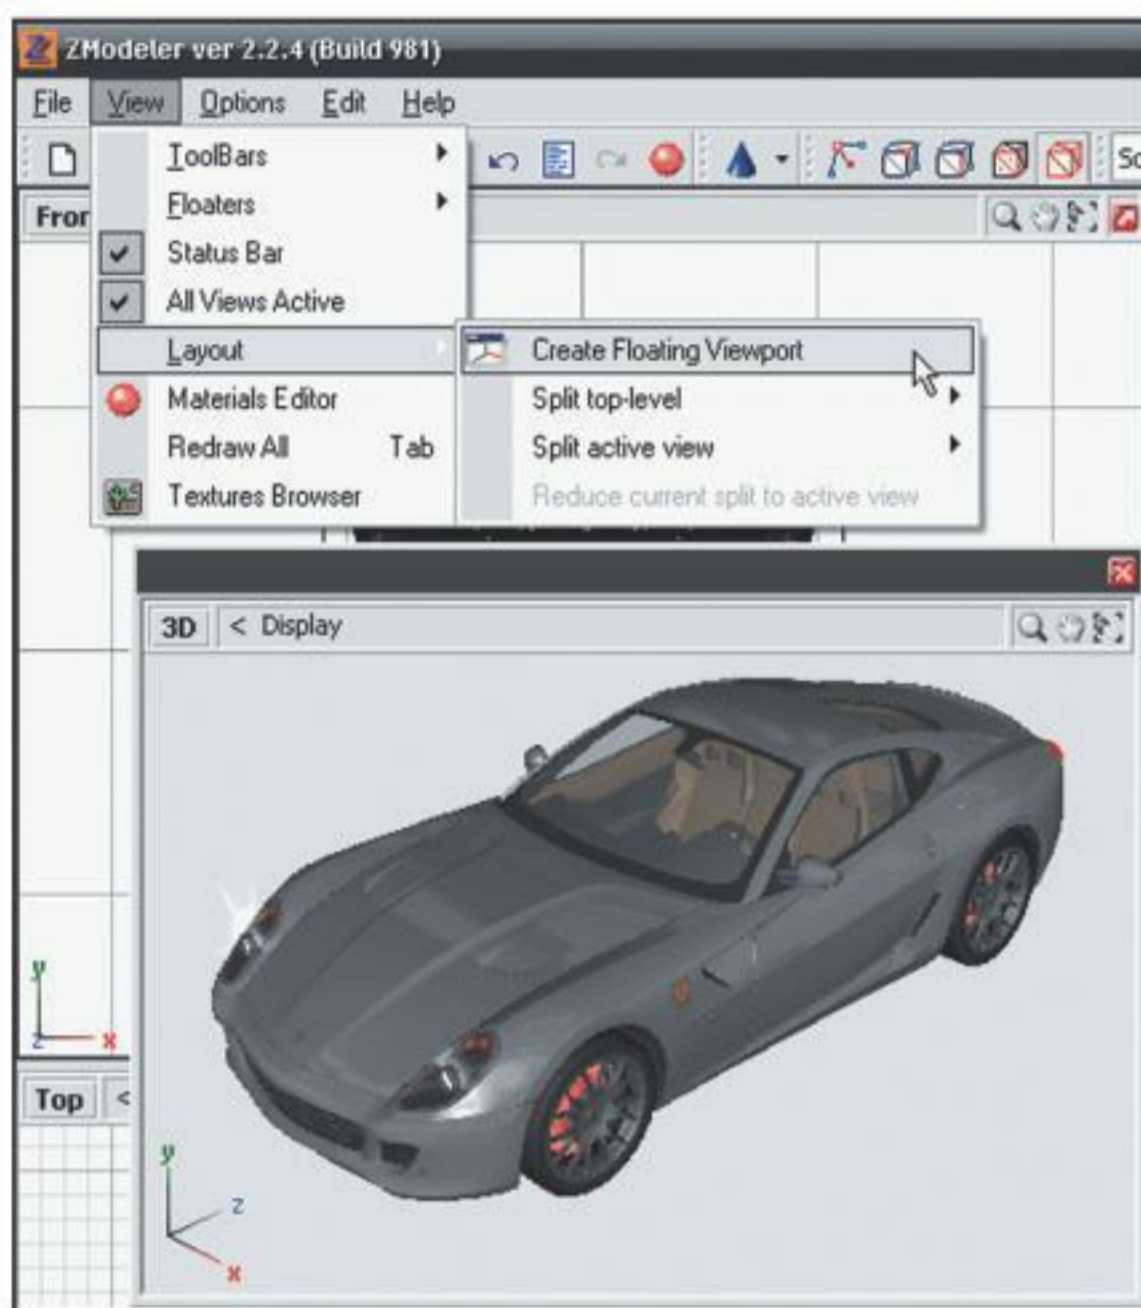 ZModeler ver 2.2.4 (Build 981)
File View Options Edit Help
ToolBars
Floaters
Status Bar
All Views Active
Layout
Materials Editor
Redraw All Tab
Textures Browser
Create Floating Viewport
Split top-level
Split active view
Reduce current split to active view
Fror
Sc
3D < Display
y
z x
Top <
y
z
x